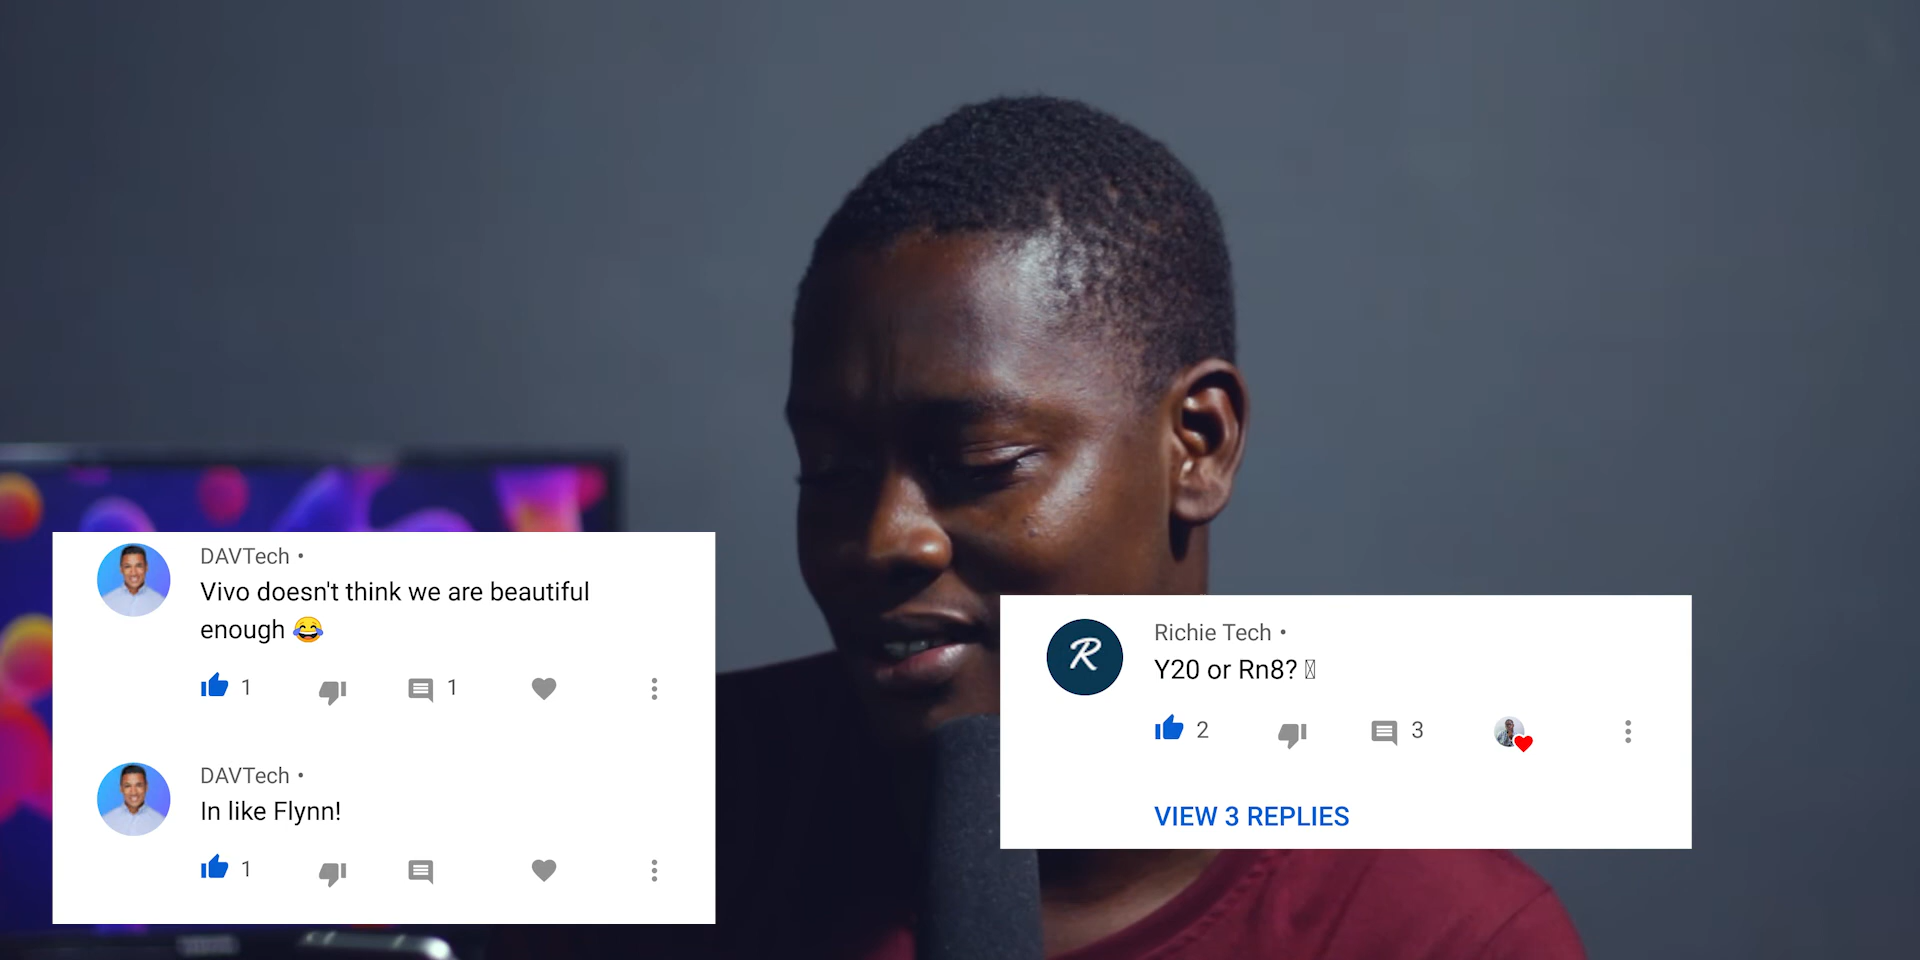 DAVTech •
Vivo doesn't think we are beautiful
enough 😂
1
1
DAVTech •
In like Flynn!
1
R
Richie Tech •
Y20 or Rn8?
2
3
VIEW 3 REPLIES